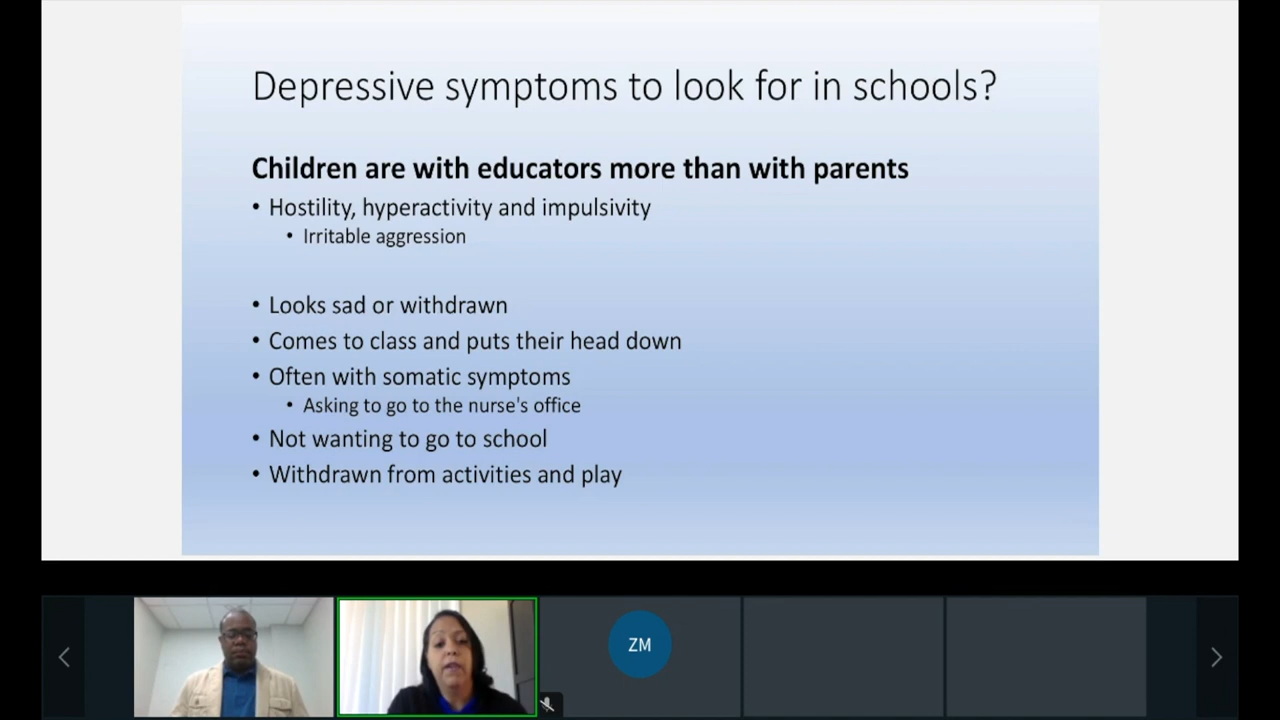 Depressive symptoms to look for in schools?
Children are with educators more than with parents
• Hostility, hyperactivity and impulsivity
• Irritable aggression
• Looks sad or withdrawn
• Comes to class and puts their head down
• Often with somatic symptoms
• Asking to go to the nurse's office
• Not wanting to go to school
• Withdrawn from activities and play
ZM